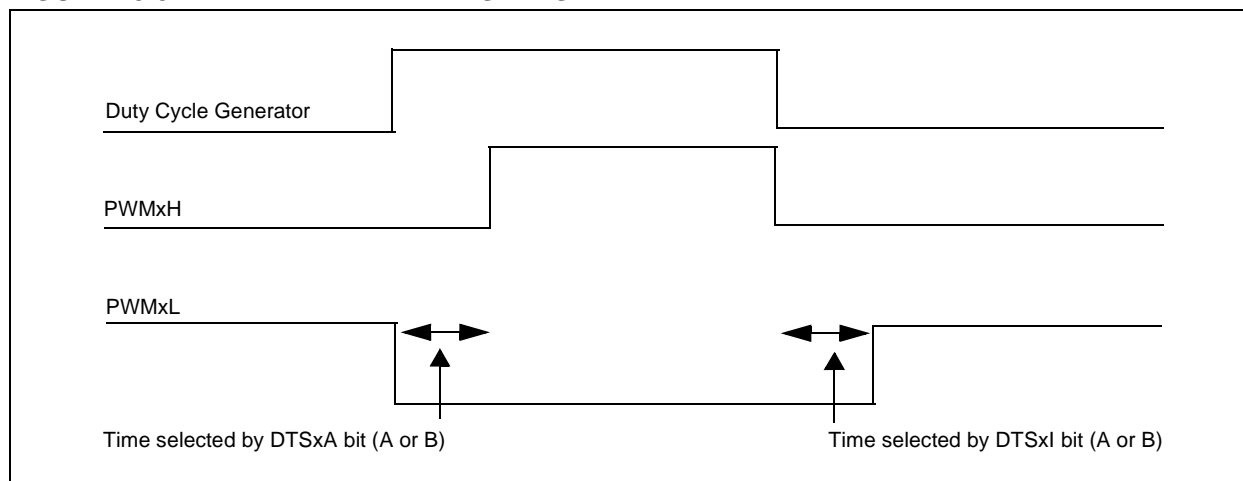 Duty Cycle Generator
PWMxH
PWMxL
Time selected by DTSxA bit (A or B)
Time selected by DTSxI bit (A or B)